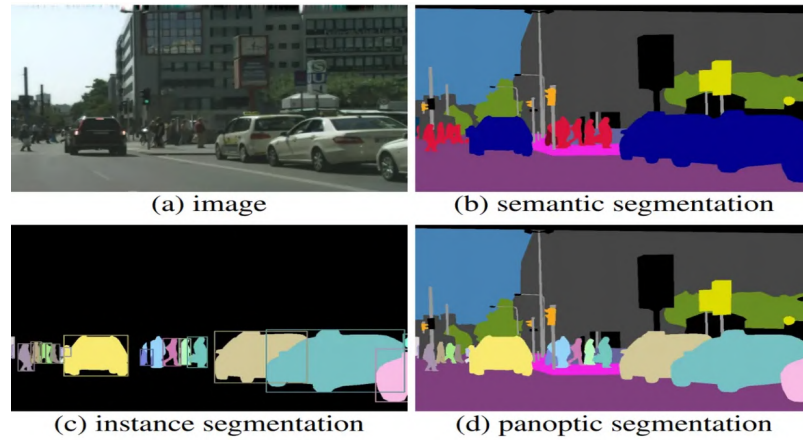 (a) image
(b) semantic segmentation
(c) instance segmentation
(d) panoptic segmentation